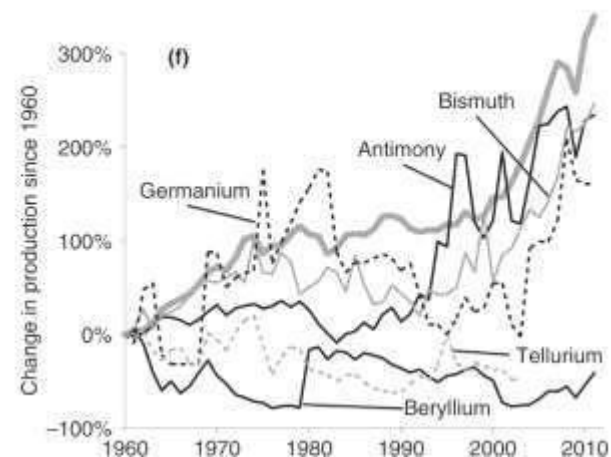 Change in production since 1960
300%
200%
100%
0%
−100%
(f)
Bismuth
Antimony
Germanium
Tellurium
Beryllium
1960 1970 1980 1990 2000 2010